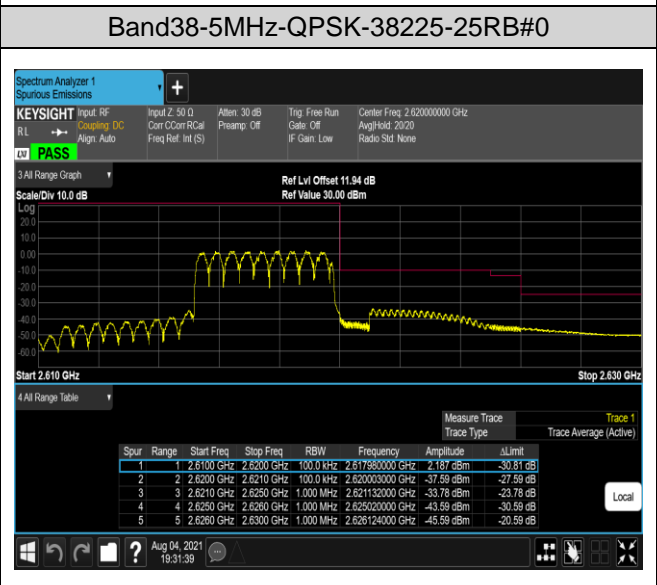 Band38-5MHz-QPSK-38225-25RB#0
Spectrum Analyzer 1
Spurious Emissions
+
KEYSIGHT Input: RF Input Z: 50 Ω Atten: 30 dB Trig: Free Run Center Freq: 2.620000000 GHz
RL Coupling: DC Corr CCorr RCal Preamp: Off Gate: Off Avg|Hold: 20/20
Align: Auto Freq Ref: Int (S) IF Gain: Low Radio Std: None
LXI PASS
3 All Range Graph
Ref Lvl Offset 11.94 dB
Scale/Div 10.0 dB Ref Value 30.00 dBm
Log
20.0
10.0
0.00
-10.0
-20.0
-30.0
-40.0
-50.0
-60.0
Start 2.610 GHz Stop 2.630 GHz
4 All Range Table
Measure Trace Trace 1
Trace Type Trace Average (Active)
Spur Range Start Freq Stop Freq RBW Frequency Amplitude ΔLimit
1 1 2.6100 GHz 2.6200 GHz 100.0 kHz 2.617980000 GHz 2.187 dBm -30.81 dB
2 2 2.6200 GHz 2.6210 GHz 100.0 kHz 2.620003000 GHz -37.59 dBm -27.59 dB
3 3 2.6210 GHz 2.6250 GHz 1.000 MHz 2.621132000 GHz -33.78 dBm -23.78 dB
4 4 2.6250 GHz 2.6260 GHz 1.000 MHz 2.625020000 GHz -43.59 dBm -30.59 dB
5 5 2.6260 GHz 2.6300 GHz 1.000 MHz 2.626124000 GHz -45.59 dBm -20.59 dB
Local
? Aug 04, 2021
19:31:39